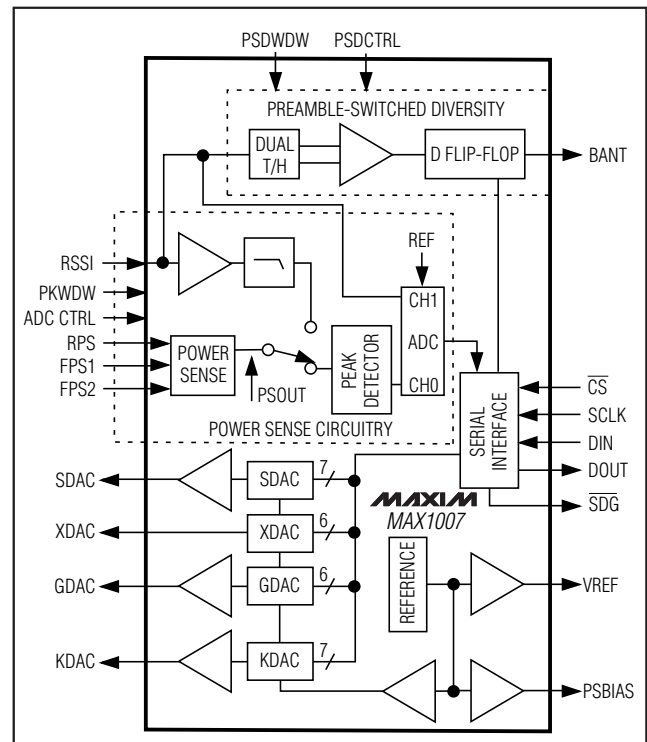 PSDWDW PSDCTRL
PREAMBLE-SWITCHED DIVERSITY
DUAL
T/H
D FLIP-FLOP
BANT
RSSI
PKWDW
ADC CTRL
RPS
FPS1
FPS2
POWER
SENSE
PSOUT
PEAK
DETECTOR
REF
CH1
ADC
CH0
POWER SENSE CIRCUITRY
SERIAL
INTERFACE
CS
SCLK
DIN
DOUT
SDG
SDAC
SDAC
7
XDAC
XDAC
6
GDAC
GDAC
6
KDAC
KDAC
7
MAXIM
MAX1007
REFERENCE
VREF
PSBIAS